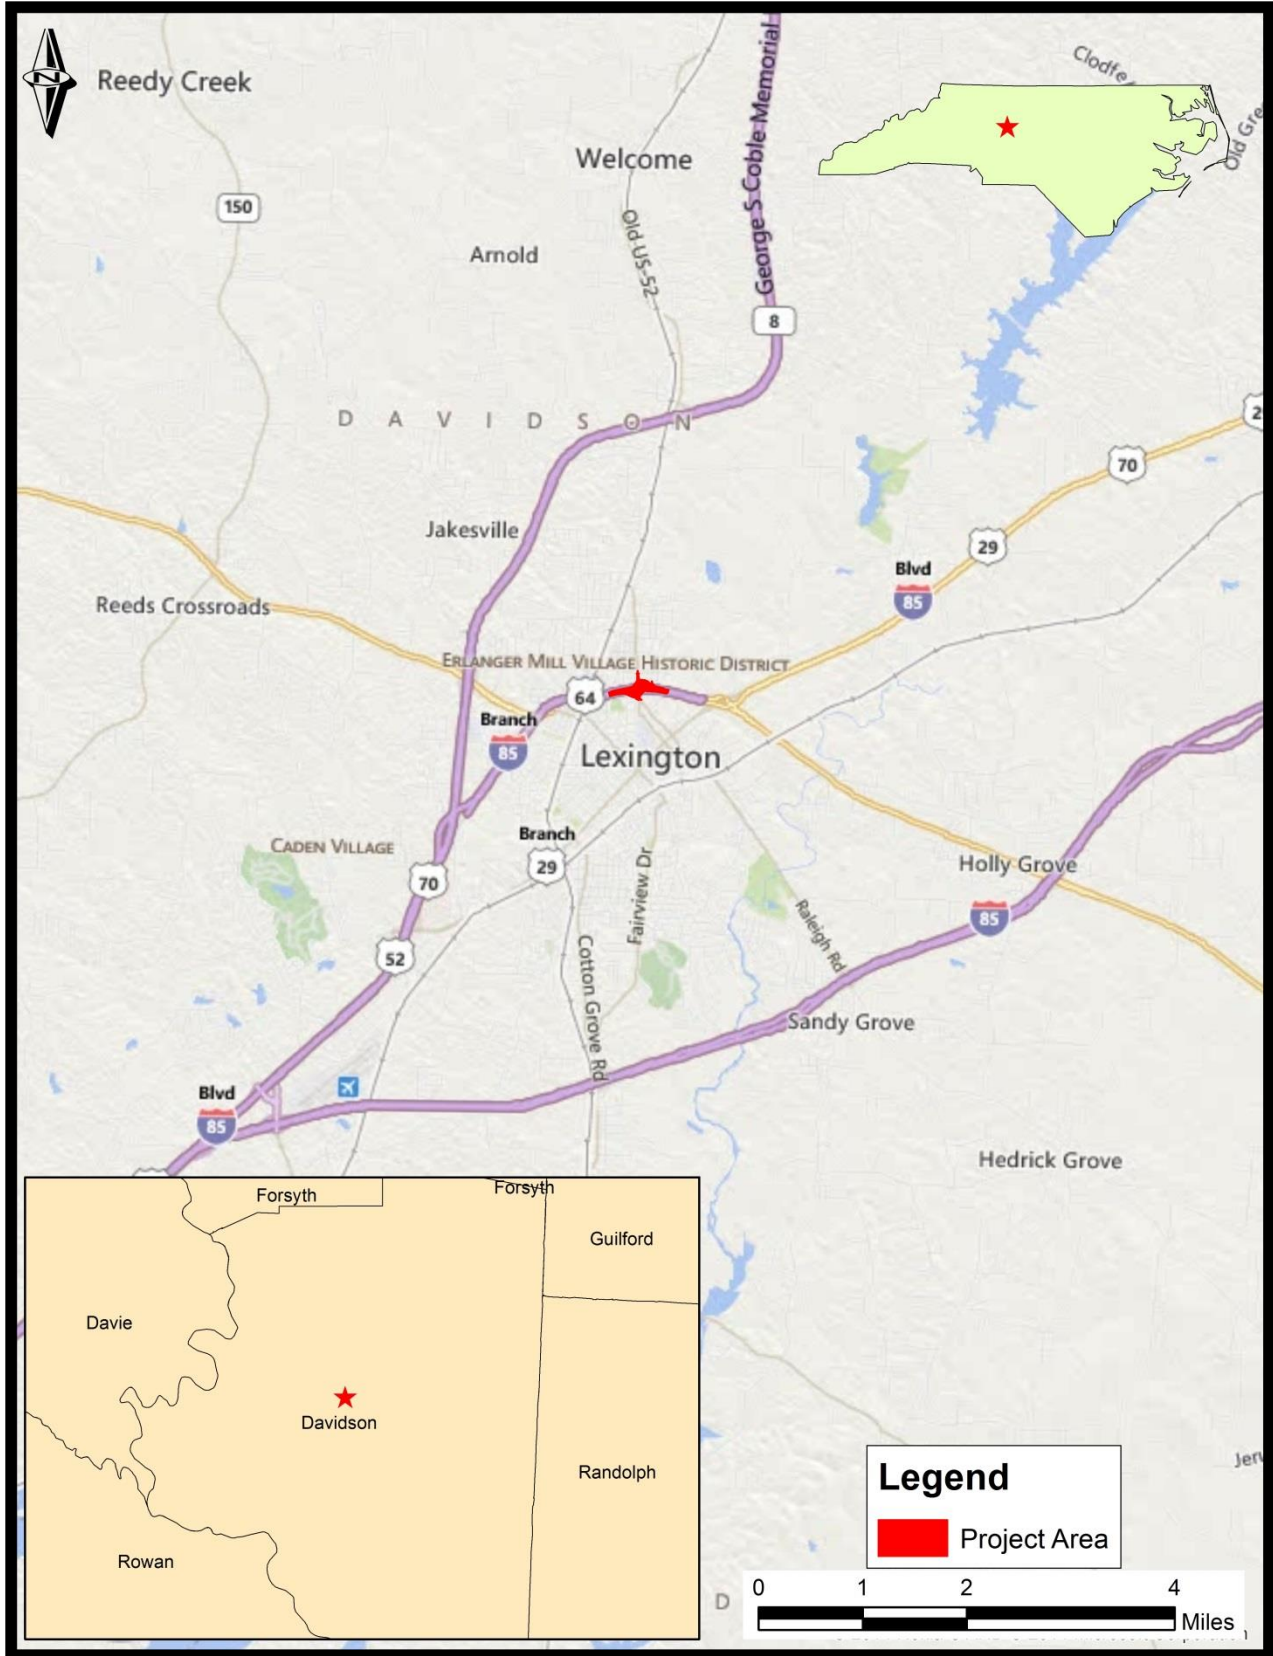 N
Reedy Creek
George S Coble Memorial
Welcome
150
Old US-52
Arnold
8
D A V I D S O N
70
Jakesville
29
Blvd
85
Reeds Crossroads
ERLANGER MILL VILLAGE HISTORIC DISTRICT
64
Branch
85
Lexington
Branch
29
CADEN VILLAGE
70
Fairview Dr
Holly Grove
85
Raleigh Rd
52
Cotton Grove Rd
Sandy Grove
Blvd
85
Hedrick Grove
Forsyth
Forsyth
Guilford
Davie
Davidson
Randolph
Rowan
Legend
Project Area
D
0 1 2 4
Miles